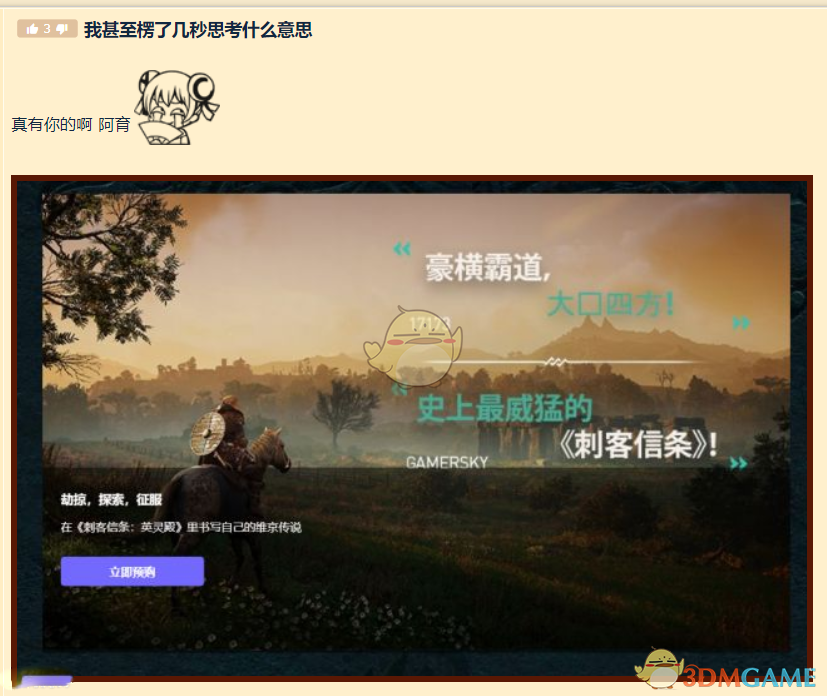 3 我甚至楞了几秒思考什么意思
真有你的啊 阿育
« 豪横霸道,
大口四方! »
17173
« 史上最威猛的
《刺客信条》! »
GAMERSKY
劫掠，探索，征服
在《刺客信条：英灵殿》里书写自己的维京传说
立即预购
3DMGAME